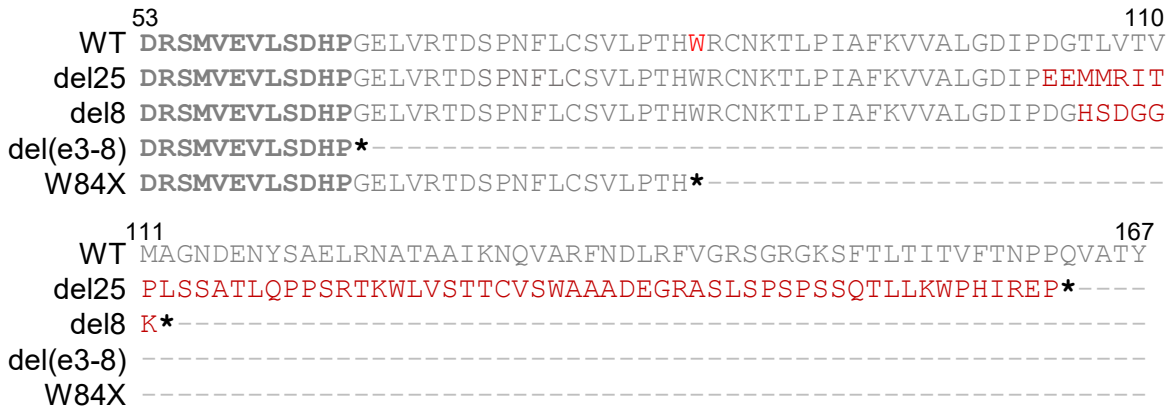 53 110
WT DRSMVEVLSDHPGELVRTDSPNFLCSVLPTHWRCNKTLPIAFKVVALGDIPDGTLVTV
del25 DRSMVEVLSDHPGELVRTDSPNFLCSVLPTHWRCNKTLPIAFKVVALGDIPEEMMRIT
del8 DRSMVEVLSDHPGELVRTDSPNFLCSVLPTHWRCNKTLPIAFKVVALGDIPDGHSDGG
del(e3-8) DRSMVEVLSDHP*----------------------------------------------
W84X DRSMVEVLSDHPGELVRTDSPNFLCSVLPTH*--------------------------
111 167
WT MAGNDENYSAELRNATAAIKNQVARFNDLRFVGRSGRGKSFTLTITVFTNPPQVATY
del25 PLSSATLQPPSRTKWLVSTTCVSWAAADEGRASLSPSPSSQTLLKWPHIREP*----
del8 K*-------------------------------------------------------
del(e3-8) ---------------------------------------------------------
W84X ---------------------------------------------------------